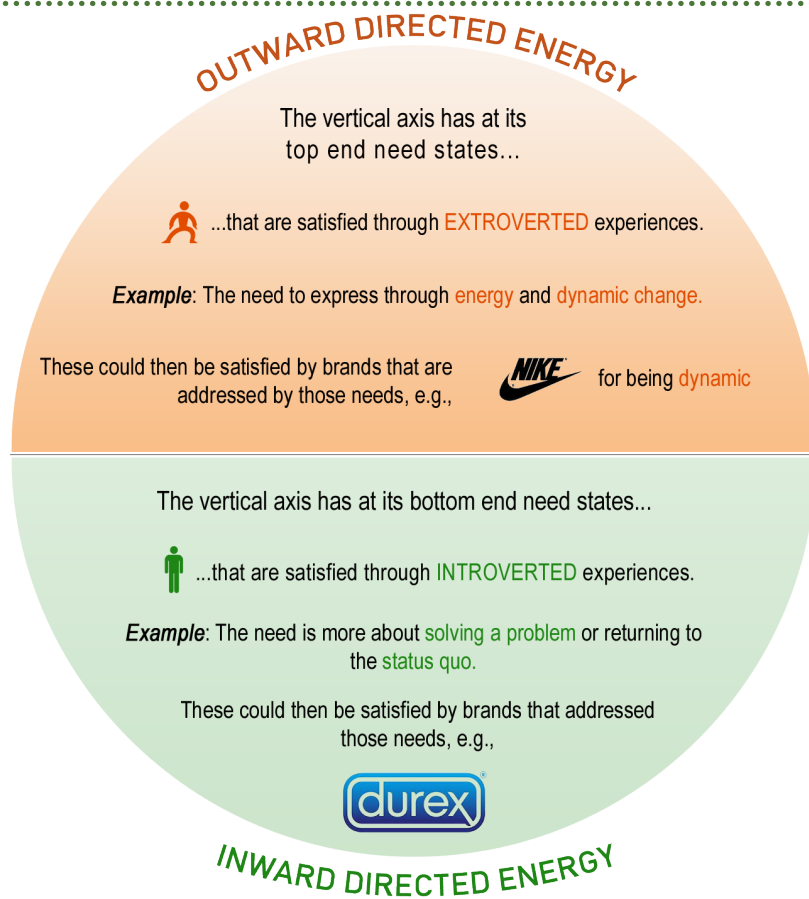 OUTWARD DIRECTED ENERGY
The vertical axis has at its
top end need states...
...that are satisfied through EXTROVERTED experiences.
Example: The need to express through energy and dynamic change.
These could then be satisfied by brands that are
addressed by those needs, e.g.,
NIKE
for being dynamic
The vertical axis has at its bottom end need states...
...that are satisfied through INTROVERTED experiences.
Example: The need is more about solving a problem or returning to
the status quo.
These could then be satisfied by brands that addressed
those needs, e.g.,
durex®
INWARD DIRECTED ENERGY